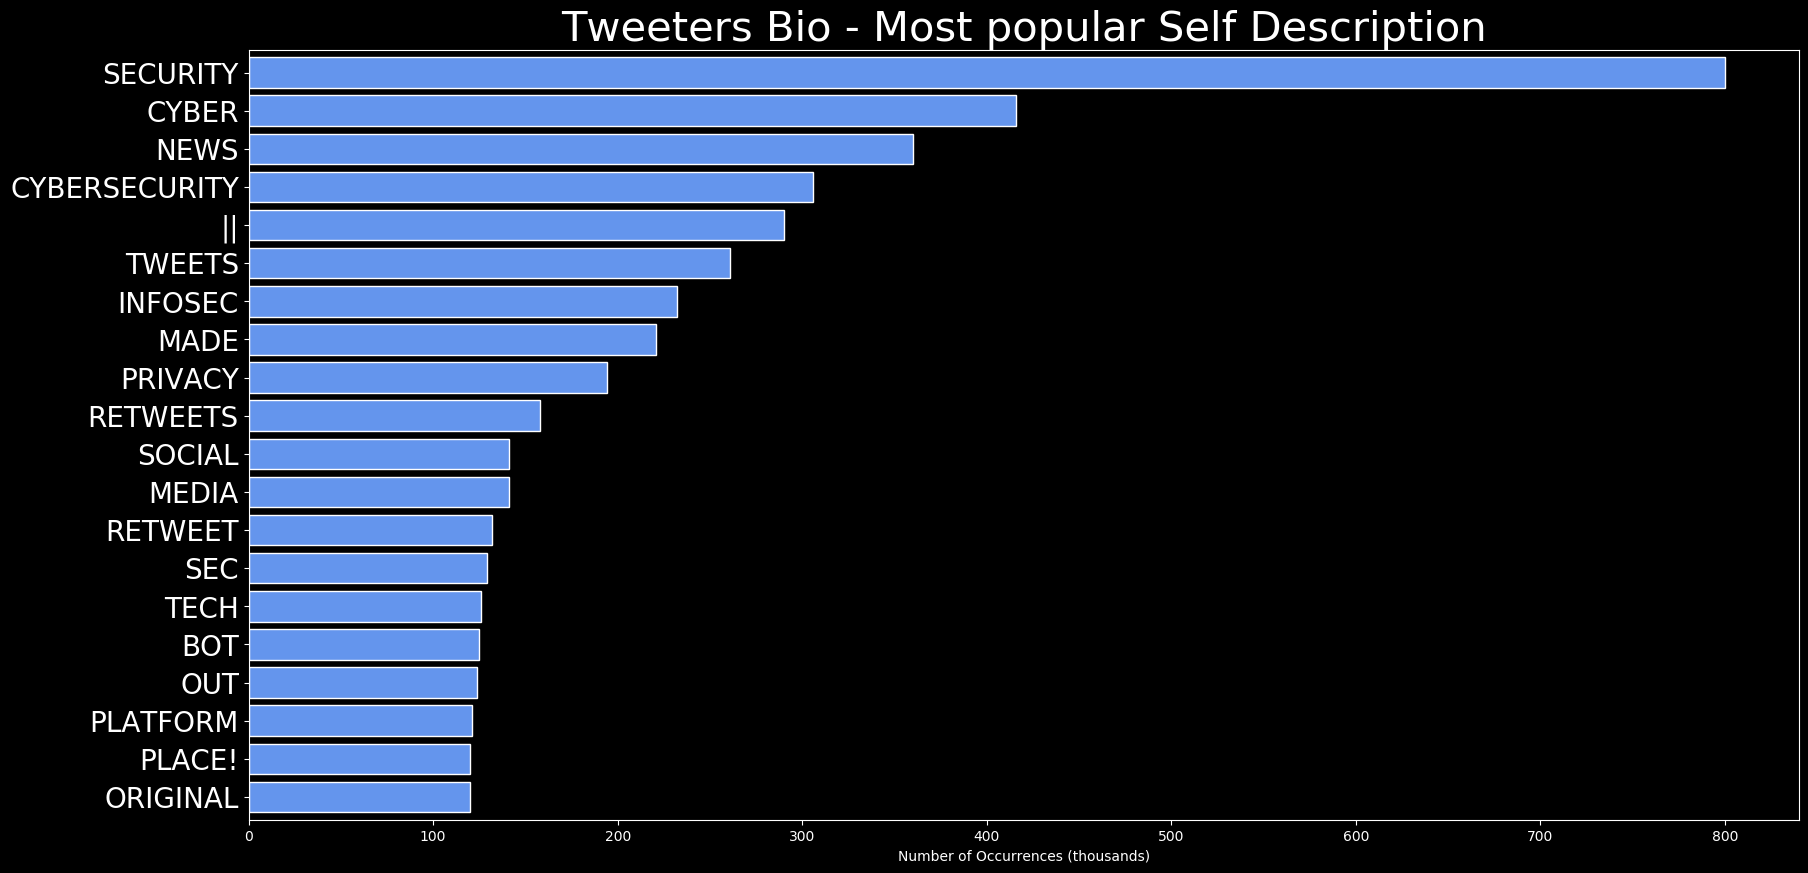 Tweeters Bio - Most popular Self Description
SECURITY
CYBER
NEWS
CYBERSECURITY
||
TWEETS
INFOSEC
MADE
PRIVACY
RETWEETS
SOCIAL
MEDIA
RETWEET
SEC
TECH
BOT
OUT
PLATFORM
PLACE!
ORIGINAL
0 100 200 300 400 500 600 700 800
Number of Occurrences (thousands)